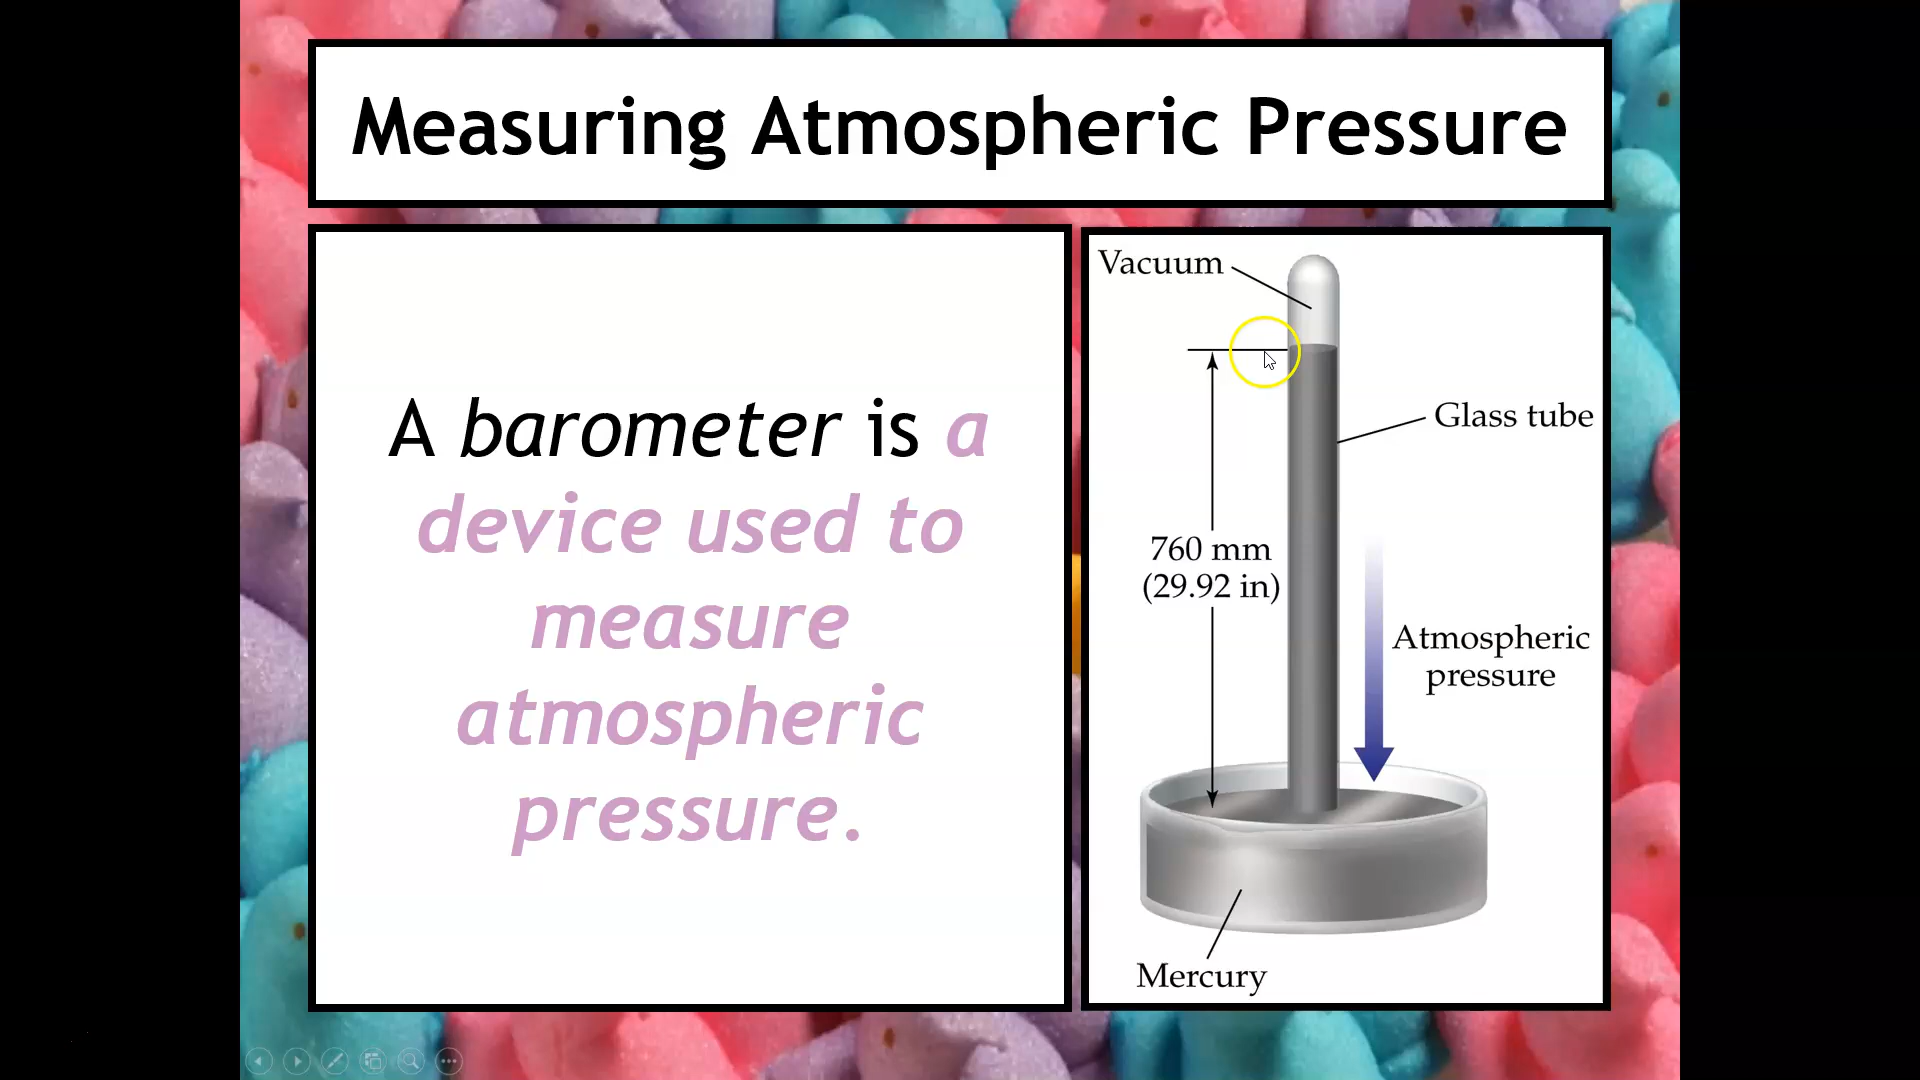 Measuring Atmospheric Pressure
A barometer is a
device used to
measure
atmospheric
pressure.
Vacuum
Glass tube
760 mm
(29.92 in)
Atmospheric
pressure
Mercury